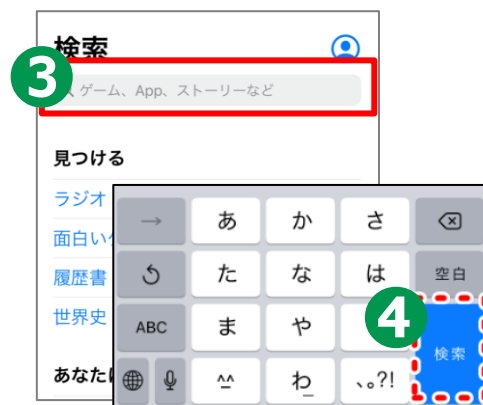 検索
3
ゲーム、App、ストーリーなど
見つける
ラジオ
面白い
履歴書
世界史
あなた
→ あ か さ
た な は 空白
ABC ま や 4
検索
^^ わ_ 、。?!